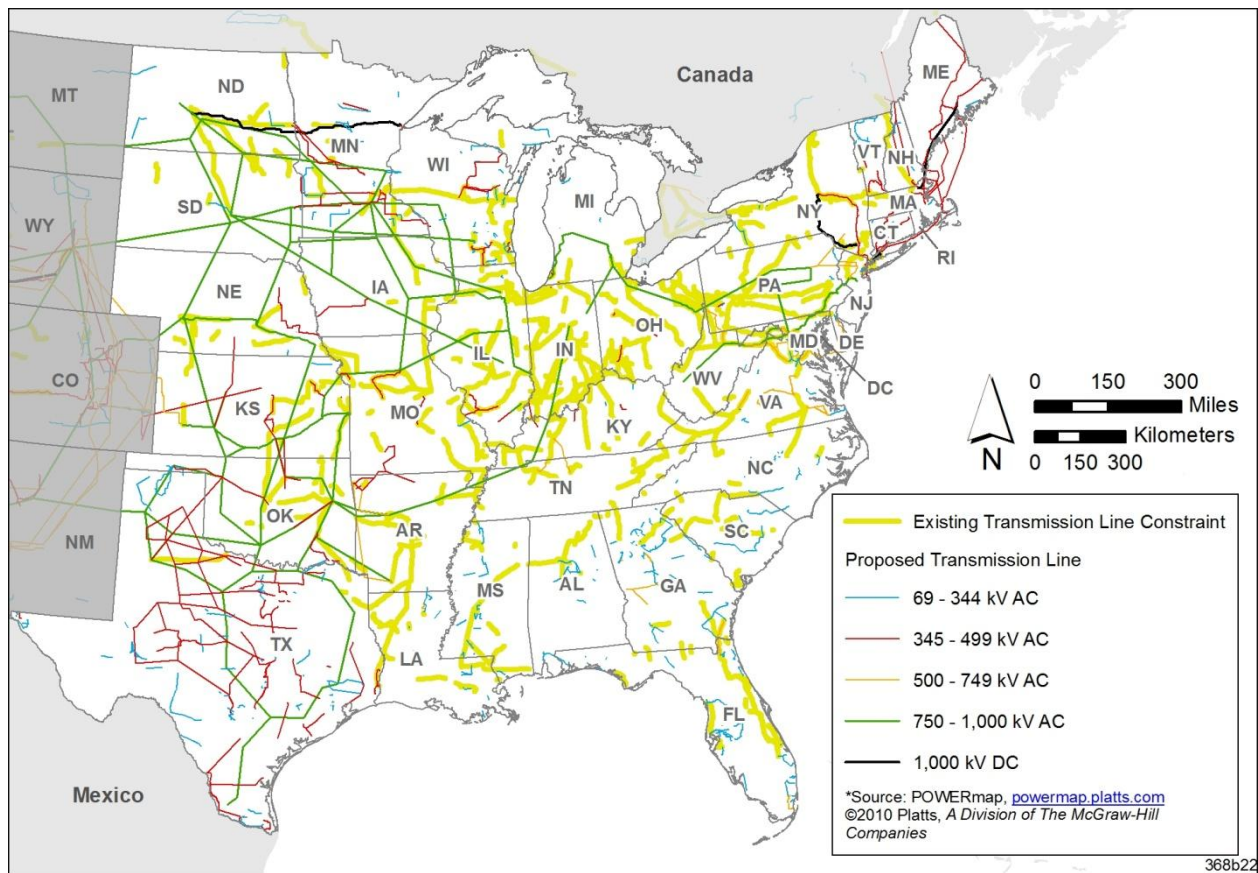 Canada
ME
MT
ND
MN
VT
NH
WI
SD
MI
NY
MA
WY
CT
RI
IA
NE
PA
NJ
OH
IL
IN
MD
DE
CO
WV
DC
KS
MO
VA
KY
0 150 300
Miles
Kilometers
0 150 300
N
NC
TN
OK
AR
SC
NM
MS
AL
GA
TX
LA
FL
Mexico
Existing Transmission Line Constraint
Proposed Transmission Line
69 - 344 kV AC
345 - 499 kV AC
500 - 749 kV AC
750 - 1,000 kV AC
1,000 kV DC
*Source: POWERmap, powermap.platts.com
©2010 Platts, A Division of The McGraw-Hill
Companies
368b22